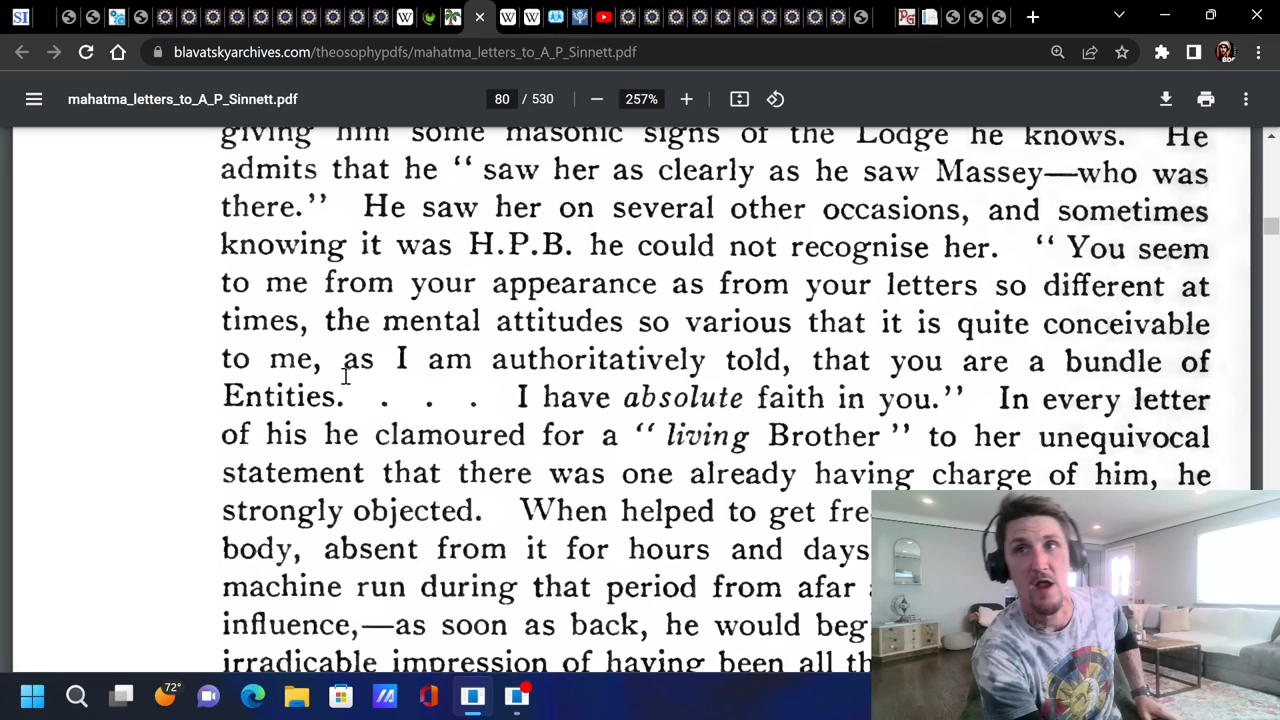 blavatskyarchives.com/theosophypdfs/mahatma_letters_to_A_P_Sinnett.pdf
mahatma_letters_to_A_P_Sinnett.pdf
80 / 530
257%
giving him some masonic signs of the Lodge he knows. He
admits that he “ saw her as clearly as he saw Massey—who was
there.” He saw her on several other occasions, and sometimes
knowing it was H.P.B. he could not recognise her. “ You seem
to me from your appearance as from your letters so different at
times, the mental attitudes so various that it is quite conceivable
to me, as I am authoritatively told, that you are a bundle of
Entities. . . . I have absolute faith in you.” In every letter
of his he clamoured for a “ living Brother ” to her unequivocal
statement that there was one already having charge of him, he
strongly objected. When helped to get fre
body, absent from it for hours and days
machine run during that period from afar
influence,—as soon as back, he would beg
irradicable impression of having been all th
72°